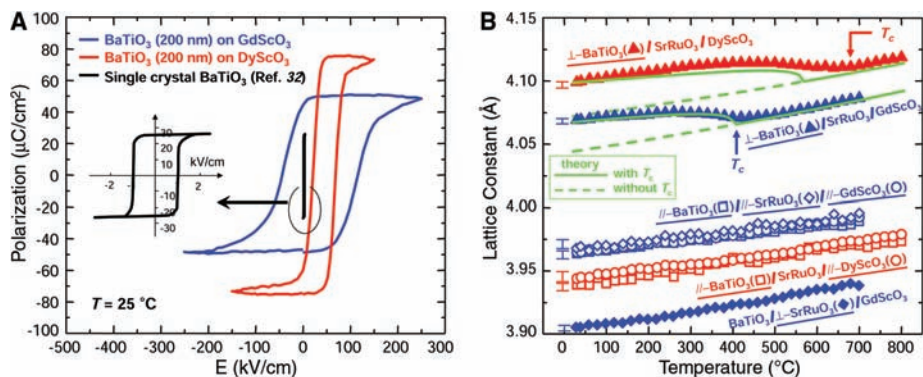 A
BaTiO₃ (200 nm) on GdScO₃
BaTiO₃ (200 nm) on DyScO₃
Single crystal BaTiO₃ (Ref. 32)
Polarization (μC/cm²)
100
80
60
40
20
0
-20
-40
-60
-80
-100
30
20
10
0
-10
-20
-30
kV/cm
-2
0
2
T = 25 °C
-500 -400 -300 -200 -100 0 100 200 300
E (kV/cm)
B
⊥-BaTiO₃(▲)/SrRuO₃/DyScO₃
Tc
⊥-BaTiO₃(▲)/SrRuO₃/GdScO₃
Tc
theory
with Tc
without Tc
//-BaTiO₃(□)/​/-SrRuO₃(◇)/​/-GdScO₃(○)
//-BaTiO₃(□)/SrRuO₃/​/-DyScO₃(○)
BaTiO₃/⊥-SrRuO₃(◆)/GdScO₃
Lattice Constant (Å)
4.15
4.10
4.05
4.00
3.95
3.90
0 100 200 300 400 500 600 700 800
Temperature (°C)